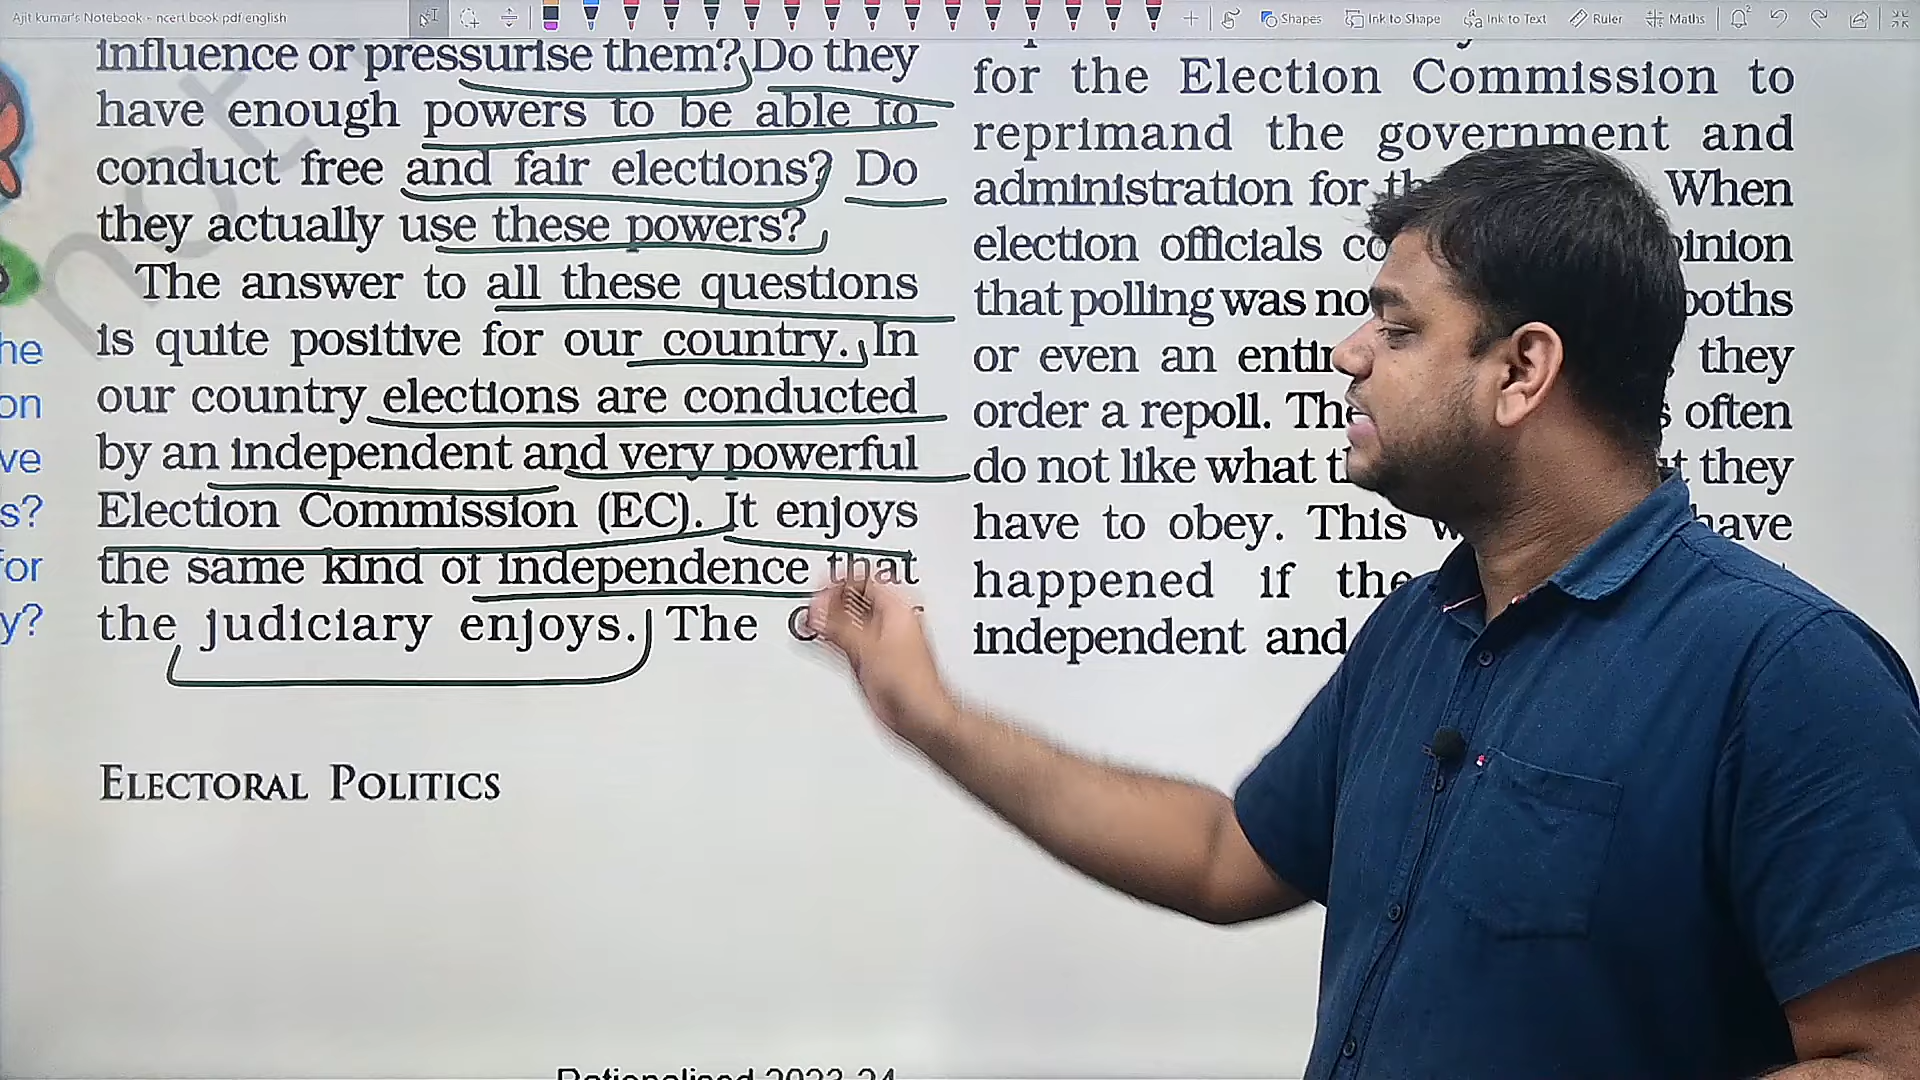 Ajit kumar's Notebook - ncert book pdf english
Shapes
Ink to Shape
Ink to Text
Ruler
Maths
influence or pressurise them? Do they
have enough powers to be able to
conduct free and fair elections? Do
they actually use these powers?
The answer to all these questions
is quite positive for our country. In
our country elections are conducted
by an independent and very powerful
Election Commission (EC). It enjoys
the same kind of independence that
the judiciary enjoys. The
ELECTORAL POLITICS
for the Election Commission to
reprimand the government and
administration for When
election officials
that polling was
or even an they
order a repoll. often
do not like what they
have to obey. This have
happened if the
independent and
Rationalised 2023-24
not
s?
y?